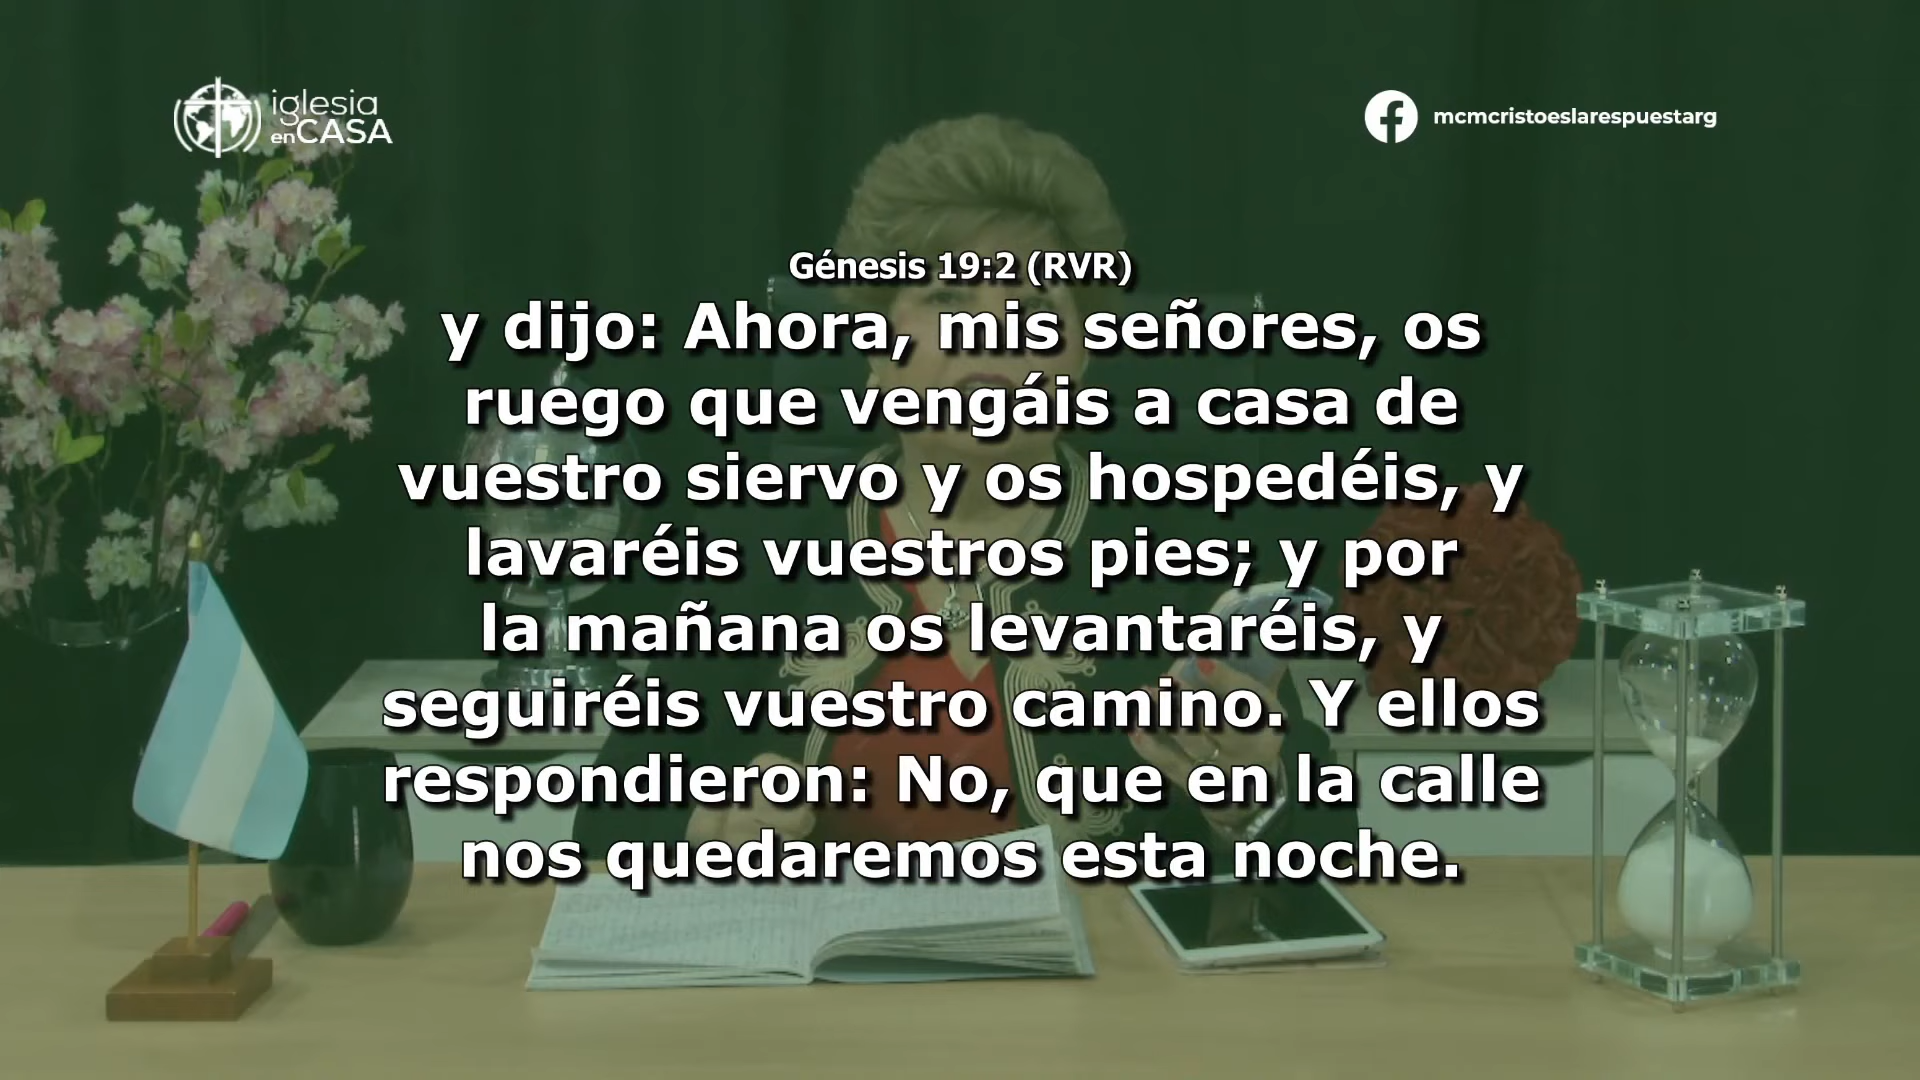 iglesia
enCASA
mcmcristoeslarespuestarg
Génesis 19:2 (RVR)
y dijo: Ahora, mis señores, os
ruego que vengáis a casa de
vuestro siervo y os hospedéis, y
lavaréis vuestros pies; y por
la mañana os levantaréis, y
seguiréis vuestro camino. Y ellos
respondieron: No, que en la calle
nos quedaremos esta noche.